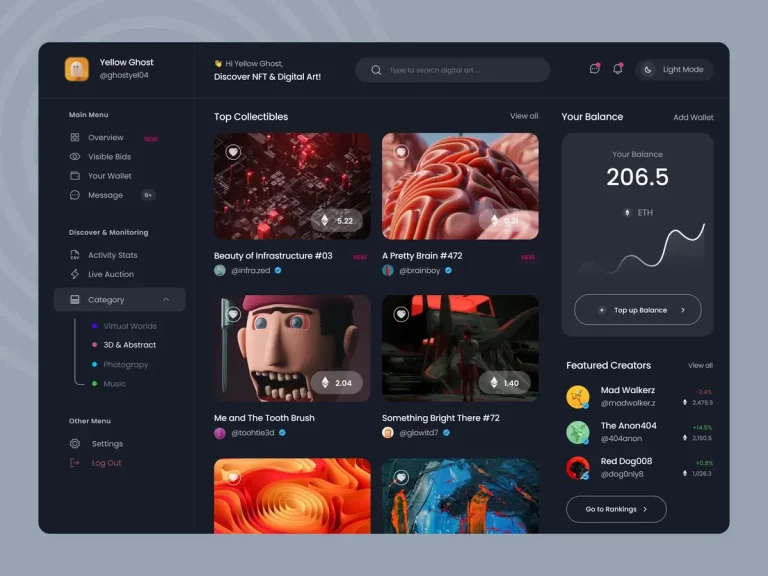 Yellow Ghost
@ghostyel04
👋 Hi Yellow Ghost,
Discover NFT & Digital Art!
Type to search digital art ...
Light Mode
Main Menu
Overview NEW
Visible Bids
Your Wallet
Message 9+
Discover & Monitoring
Activity Stats
Live Auction
Category
Virtual Worlds
3D & Abstract
Photograpy
Music
Other Menu
Settings
Log Out
Top Collectibles View all
5.22
Beauty of Infrastructure #03 NEW
@infra.zed
0.21
A Pretty Brain #472 NEW
@brainboy
2.04
Me and The Tooth Brush
@toohtie3d
1.40
Something Bright There #72
@glowitd7
Your Balance Add Wallet
Your Balance
206.5
ETH
Top up Balance
Featured Creators View all
Mad Walkerz -2.4%
@madwalker.z 2,479.9
The Anon404 +14.5%
@404anon 2,150.5
Red Dog008 +0.8%
@dog0nly8 1,026.3
Go to Rankings